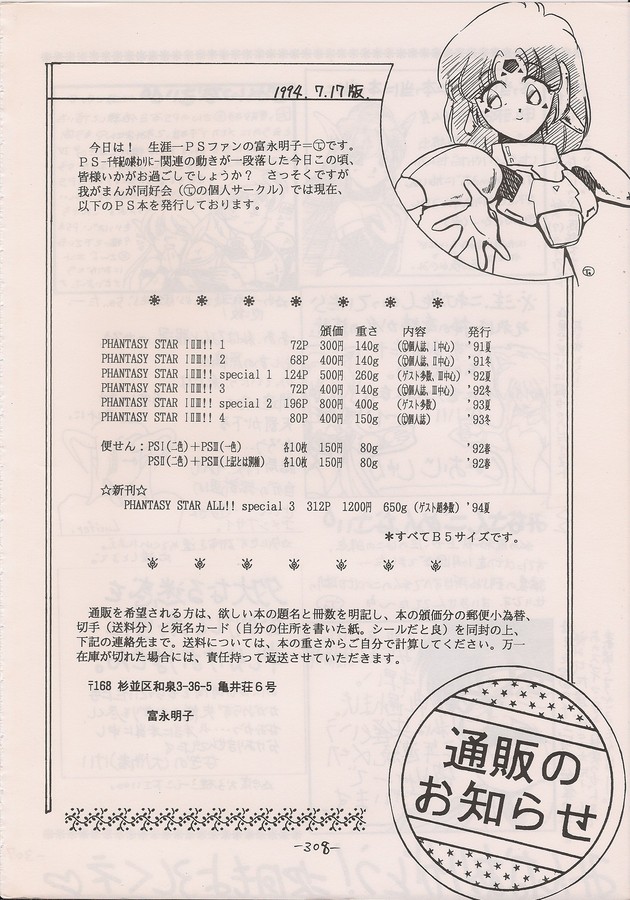 1994. 7.17版
今日は！ 生涯一PSファンの富永明子=Ⓣです。
PS−千年紀の終わりに−関連の動きが一段落した今日この頃、
皆様いかがお過ごしでしょうか？ さっそくですが
我がまんが同好会（Ⓣの個人サークル）では現在、
以下のPS本を発行しております。
頒価 重さ 内容 発行
PHANTASY STAR ⅠⅡⅢ!! 1 72P 300円 140g (Ⓣ個人誌、Ⅰ中心) '91夏
PHANTASY STAR ⅠⅡⅢ!! 2 68P 400円 140g (Ⓣ個人誌、Ⅲ中心) '91冬
PHANTASY STAR ⅠⅡⅢ!! special 1 124P 500円 260g (ゲスト多数、Ⅲ中心) '92夏
PHANTASY STAR ⅠⅡⅢ!! 3 72P 400円 140g (Ⓣ個人誌、Ⅲ中心) '92冬
PHANTASY STAR ⅠⅡⅢ!! special 2 196P 800円 400g (ゲスト多数) '93夏
PHANTASY STAR ⅠⅡⅢ!! 4 80P 400円 150g (Ⓣ個人誌) '93冬
便せん：PSⅠ(二色)＋PSⅢ(一色) 各10枚 150円 80g '92春
PSⅡ(二色)＋PSⅢ(上記とは別種) 各10枚 150円 80g '92春
☆新刊☆
PHANTASY STAR ALL!! special 3 312P 1200円 650g (ゲスト超多数) '94夏
＊すべてB5サイズです。
通販を希望される方は、欲しい本の題名と冊数を明記し、本の頒価分の郵便小為替、
切手（送料分）と宛名カード（自分の住所を書いた紙。シールだと良）を同封の上、
下記の連絡先まで。送料については、本の重さからご自分で計算してください。万一
在庫が切れた場合には、責任持って返送させていただきます。
〒168 杉並区和泉3-36-5 亀井荘6号
富永明子
通販の
お知らせ
-308-